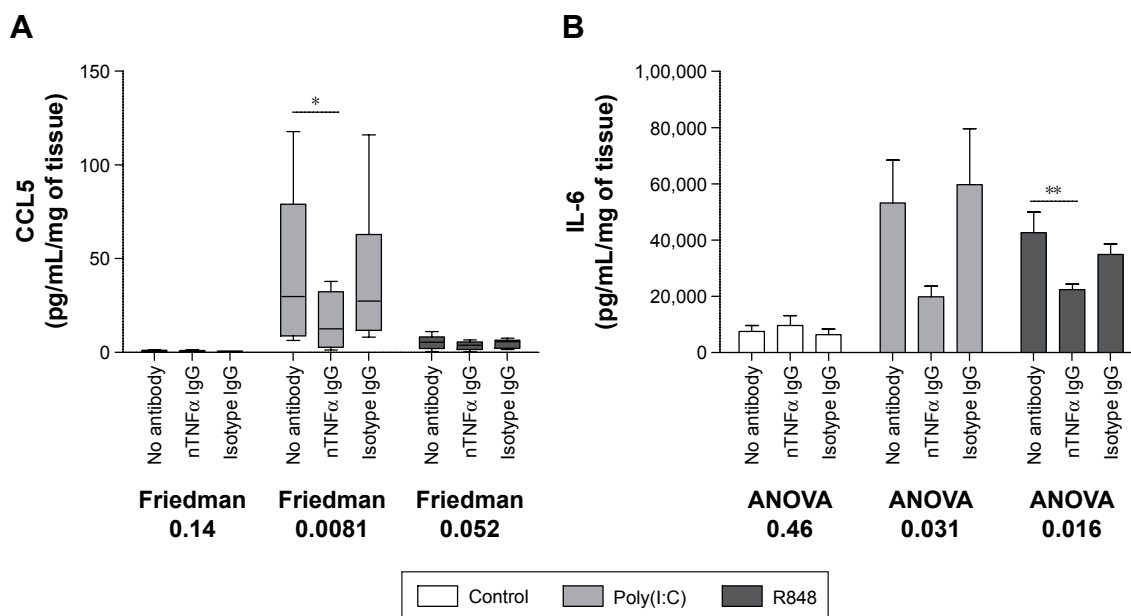 A
CCL5
(pg/mL/mg of tissue)
150
100
50
0
*
No antibody
nTNFα IgG
Isotype IgG
No antibody
nTNFα IgG
Isotype IgG
No antibody
nTNFα IgG
Isotype IgG
Friedman
0.14
Friedman
0.0081
Friedman
0.052
B
IL-6
(pg/mL/mg of tissue)
1,00,000
80,000
60,000
40,000
20,000
0
**
No antibody
nTNFα IgG
Isotype IgG
No antibody
nTNFα IgG
Isotype IgG
No antibody
nTNFα IgG
Isotype IgG
ANOVA
0.46
ANOVA
0.031
ANOVA
0.016
Control
Poly(I:C)
R848